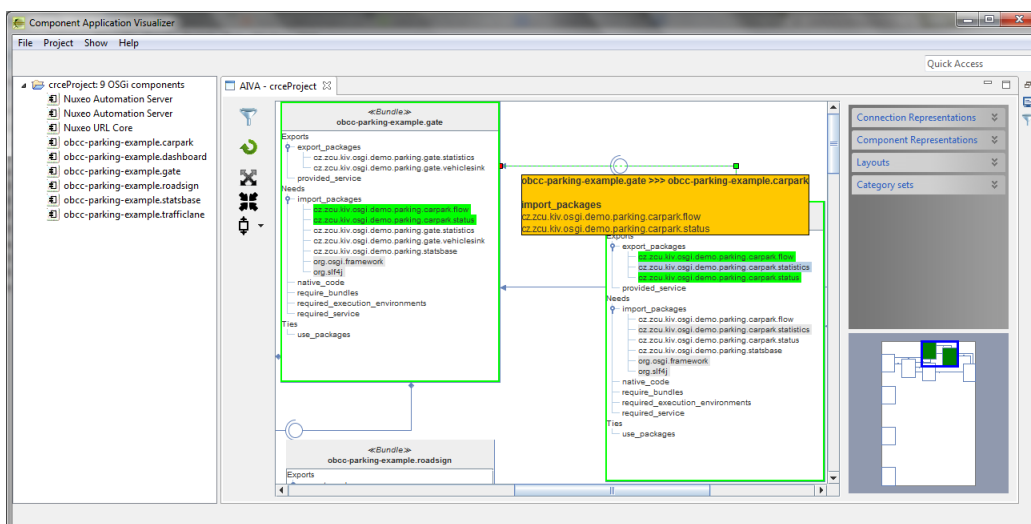 Component Application Visualizer
File Project Show Help
Quick Access
crceProject: 9 OSGi components
Nuxeo Automation Server
Nuxeo Automation Server
Nuxeo URL Core
obcc-parking-example.carpark
obcc-parking-example.dashboard
obcc-parking-example.gate
obcc-parking-example.roadsign
obcc-parking-example.statsbase
obcc-parking-example.trafficlane
AIVA - crceProject
«Bundle»
obcc-parking-example.gate
Exports
export_packages
cz.zcu.kiv.osgi.demo.parking.gate.statistics
cz.zcu.kiv.osgi.demo.parking.gate.vehiclesink
provided_service
Needs
import_packages
cz.zcu.kiv.osgi.demo.parking.carpark.flow
cz.zcu.kiv.osgi.demo.parking.carpark.status
cz.zcu.kiv.osgi.demo.parking.gate.statistics
cz.zcu.kiv.osgi.demo.parking.gate.vehiclesink
cz.zcu.kiv.osgi.demo.parking.statsbase
org.osgi.framework
org.slf4j
native_code
require_bundles
required_execution_environments
required_service
Ties
use_packages
«Bundle»
obcc-parking-example.roadsign
Exports
obcc-parking-example.gate >>> obcc-parking-example.carpark
import_packages
cz.zcu.kiv.osgi.demo.parking.carpark.flow
cz.zcu.kiv.osgi.demo.parking.carpark.status
Exports
export_packages
cz.zcu.kiv.osgi.demo.parking.carpark.flow
cz.zcu.kiv.osgi.demo.parking.carpark.statistics
cz.zcu.kiv.osgi.demo.parking.carpark.status
provided_service
Needs
import_packages
cz.zcu.kiv.osgi.demo.parking.carpark.flow
cz.zcu.kiv.osgi.demo.parking.carpark.statistics
cz.zcu.kiv.osgi.demo.parking.carpark.status
cz.zcu.kiv.osgi.demo.parking.statsbase
org.osgi.framework
org.slf4j
native_code
require_bundles
required_execution_environments
required_service
Ties
use_packages
Connection Representations
Component Representations
Layouts
Category sets